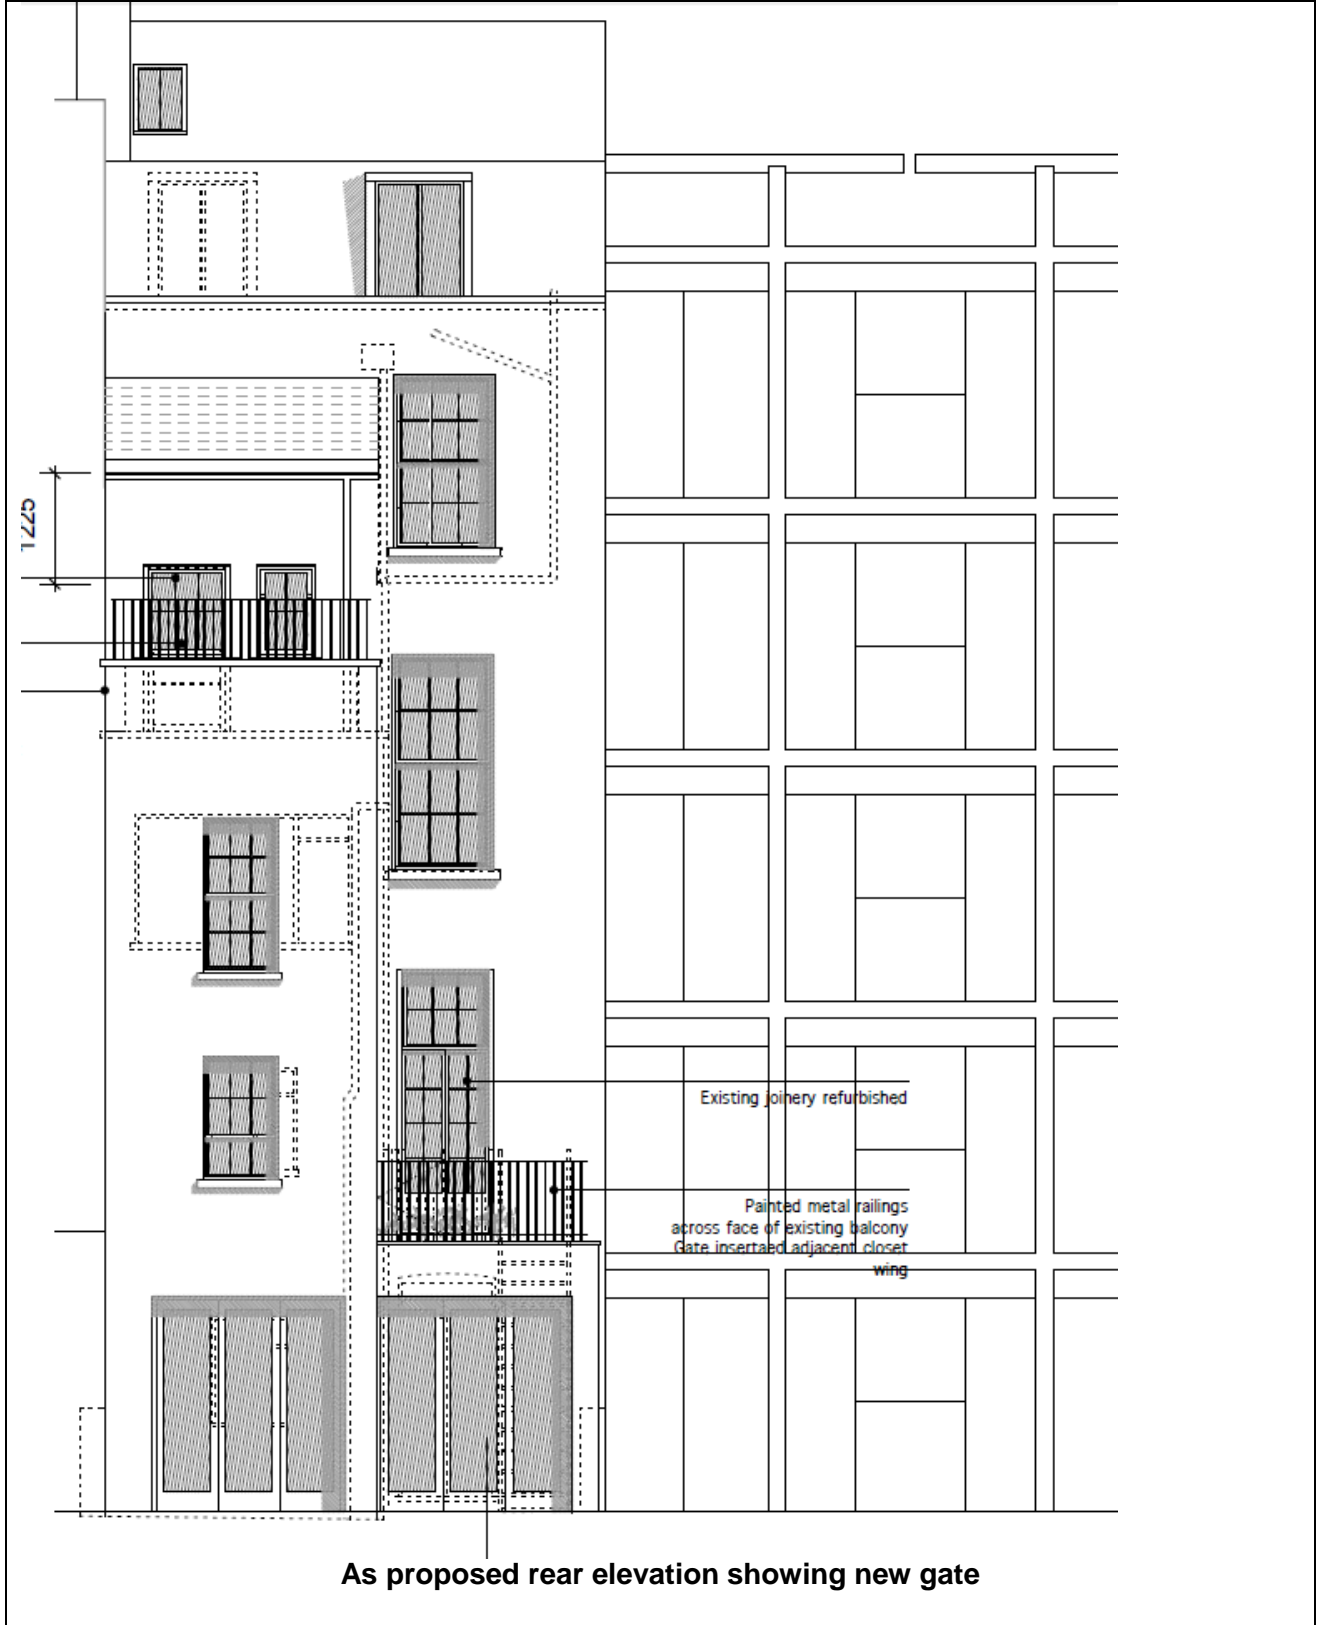 1225
Existing joinery refurbished
Painted metal railings
across face of existing balcony
Gate insertaed adjacent closet
wing
As proposed rear elevation showing new gate